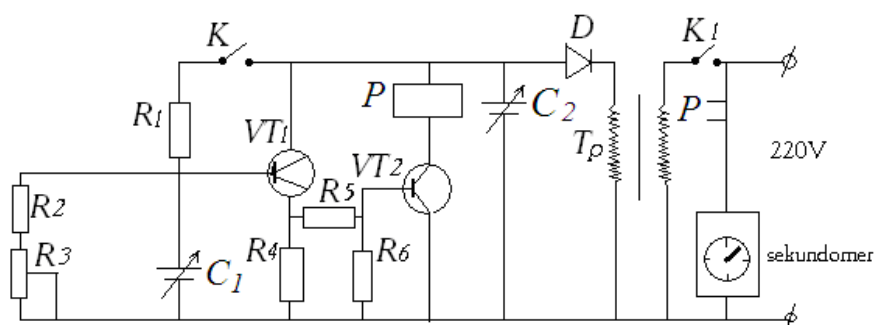 K
D
K1
R1
P
C2
P
VT1
Tp
VT2
220V
R2
R5
R3
R4
R6
C1
sekundomer